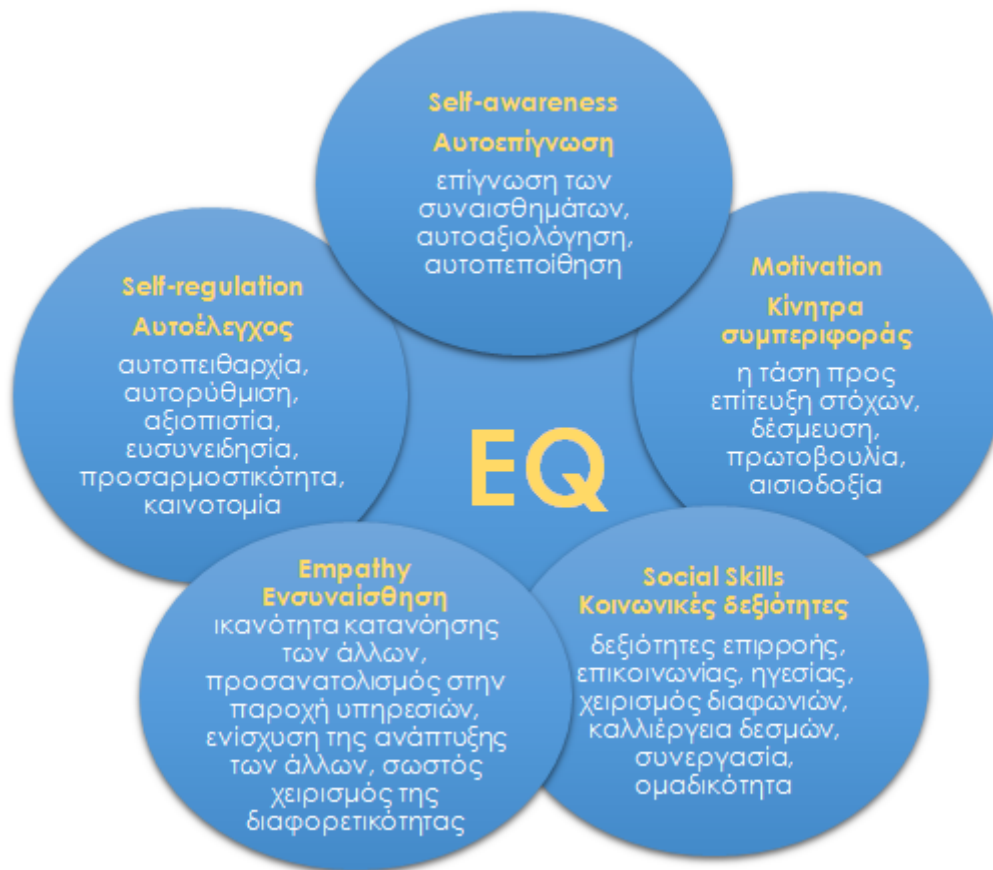 Self-awareness
Αυτοεπίγνωση
επίγνωση των
συναισθημάτων,
αυτοαξιολόγηση,
αυτοπεποίθηση
Self-regulation
Αυτοέλεγχος
αυτοπειθαρχία,
αυτορύθμιση,
αξιοπιστία,
ευσυνειδησία,
προσαρμοστικότητα,
καινοτομία
Motivation
Κίνητρα
συμπεριφοράς
η τάση προς
επίτευξη στόχων,
δέσμευση,
πρωτοβουλία,
αισιοδοξία
EQ
Empathy
Ενσυναίσθηση
ικανότητα κατανόησης
των άλλων,
προσανατολισμός στην
παροχή υπηρεσιών,
ενίσχυση της ανάπτυξης
των άλλων, σωστός
χειρισμός της
διαφορετικότητας
Social Skills
Κοινωνικές δεξιότητες
δεξιότητες επιρροής,
επικοινωνίας, ηγεσίας,
χειρισμός διαφωνιών,
καλλιέργεια δεσμών,
συνεργασία,
ομαδικότητα